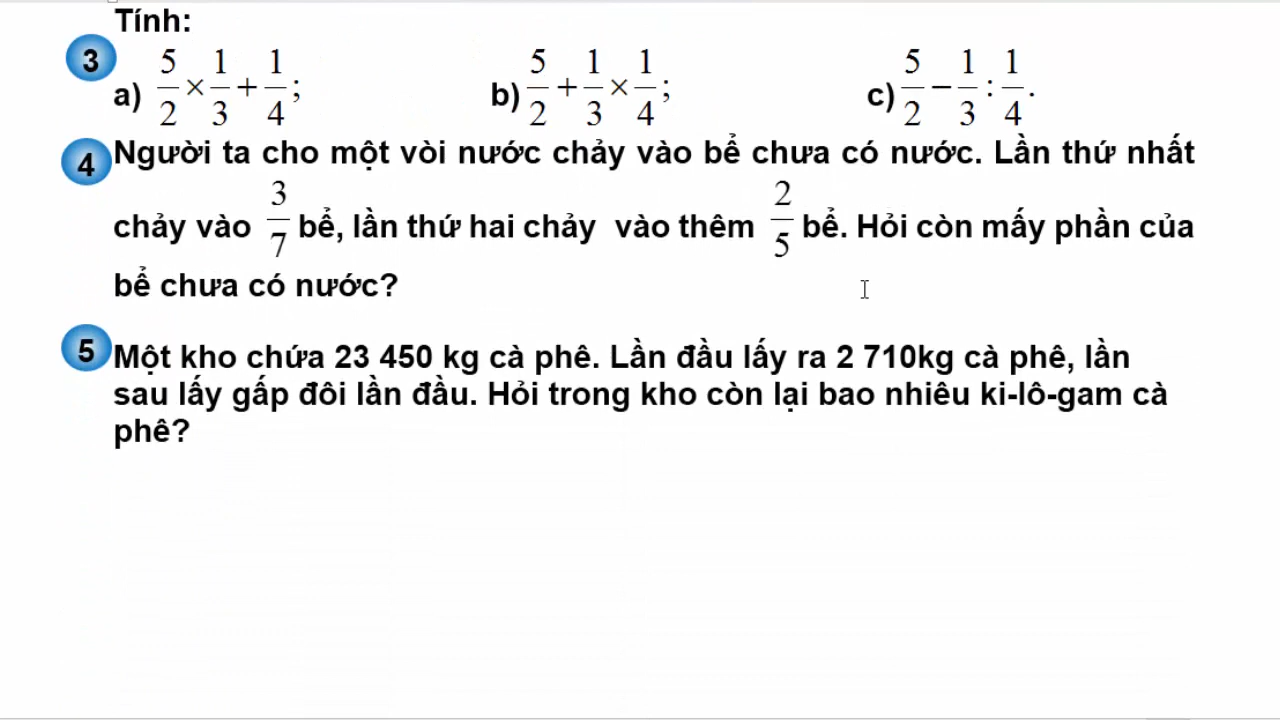 Tính:
3 a) 5/2 × 1/3 + 1/4; b) 5/2 + 1/3 × 1/4; c) 5/2 − 1/3 : 1/4.
4 Người ta cho một vòi nước chảy vào bể chưa có nước. Lần thứ nhất
chảy vào 3/7 bể, lần thứ hai chảy vào thêm 2/5 bể. Hỏi còn mấy phần của
bể chưa có nước?
5 Một kho chứa 23 450 kg cà phê. Lần đầu lấy ra 2 710kg cà phê, lần
sau lấy gấp đôi lần đầu. Hỏi trong kho còn lại bao nhiêu ki-lô-gam cà
phê?